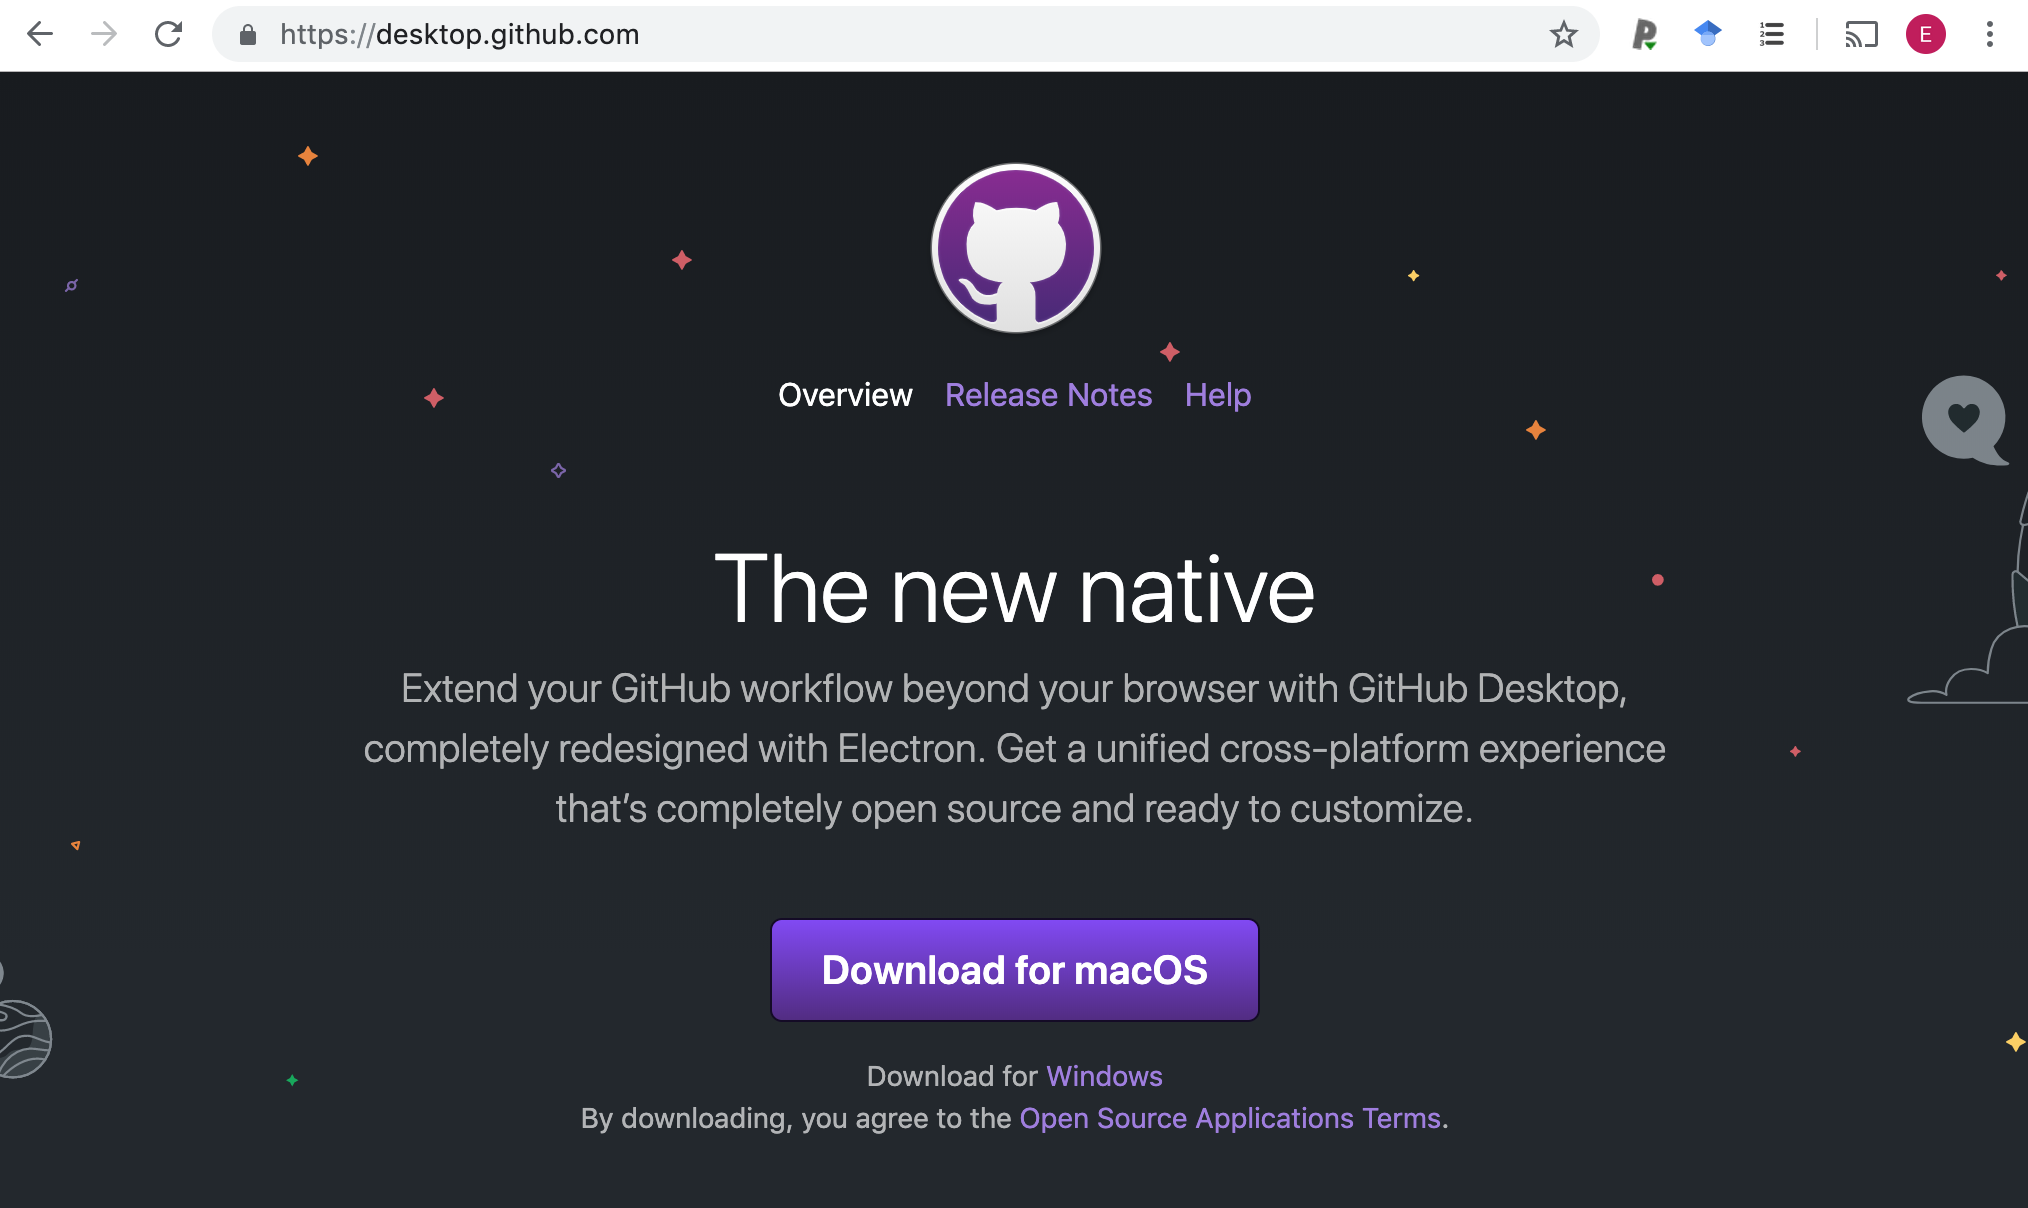 https://desktop.github.com
E
Overview Release Notes Help
The new native
Extend your GitHub workflow beyond your browser with GitHub Desktop,
completely redesigned with Electron. Get a unified cross-platform experience
that’s completely open source and ready to customize.
Download for macOS
Download for Windows
By downloading, you agree to the Open Source Applications Terms.